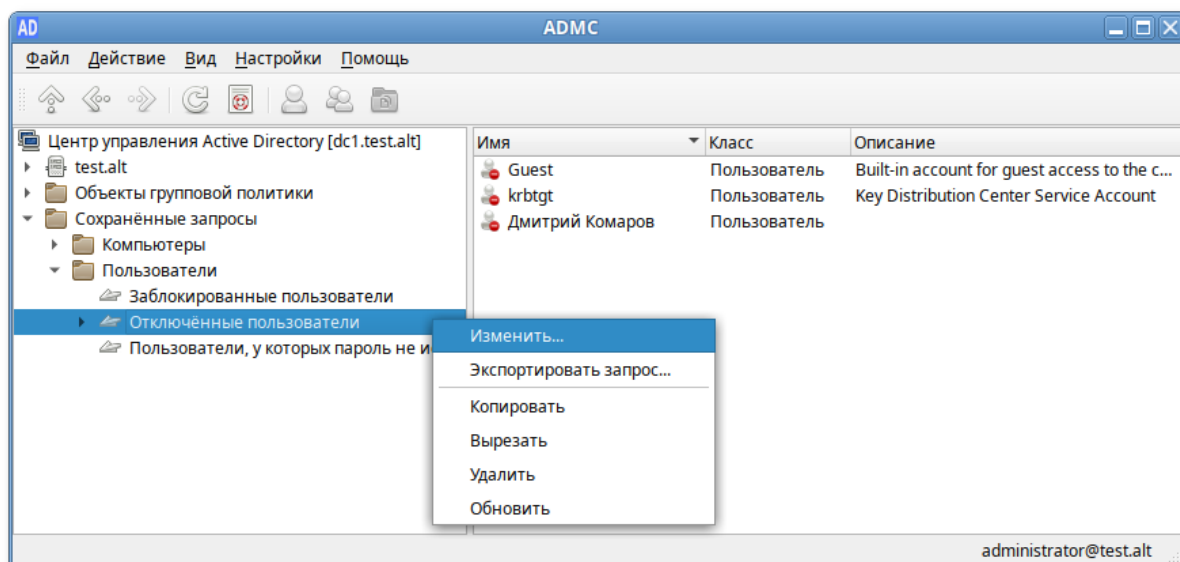 AD ADMC
Файл Действие Вид Настройки Помощь
Центр управления Active Directory [dc1.test.alt]
test.alt
Объекты групповой политики
Сохранённые запросы
Компьютеры
Пользователи
Заблокированные пользователи
Отключённые пользователи
Пользователи, у которых пароль не
Имя Класс Описание
Guest Пользователь Built-in account for guest access to the c...
krbtgt Пользователь Key Distribution Center Service Account
Дмитрий Комаров Пользователь
Изменить...
Экспортировать запрос...
Копировать
Вырезать
Удалить
Обновить
administrator@test.alt